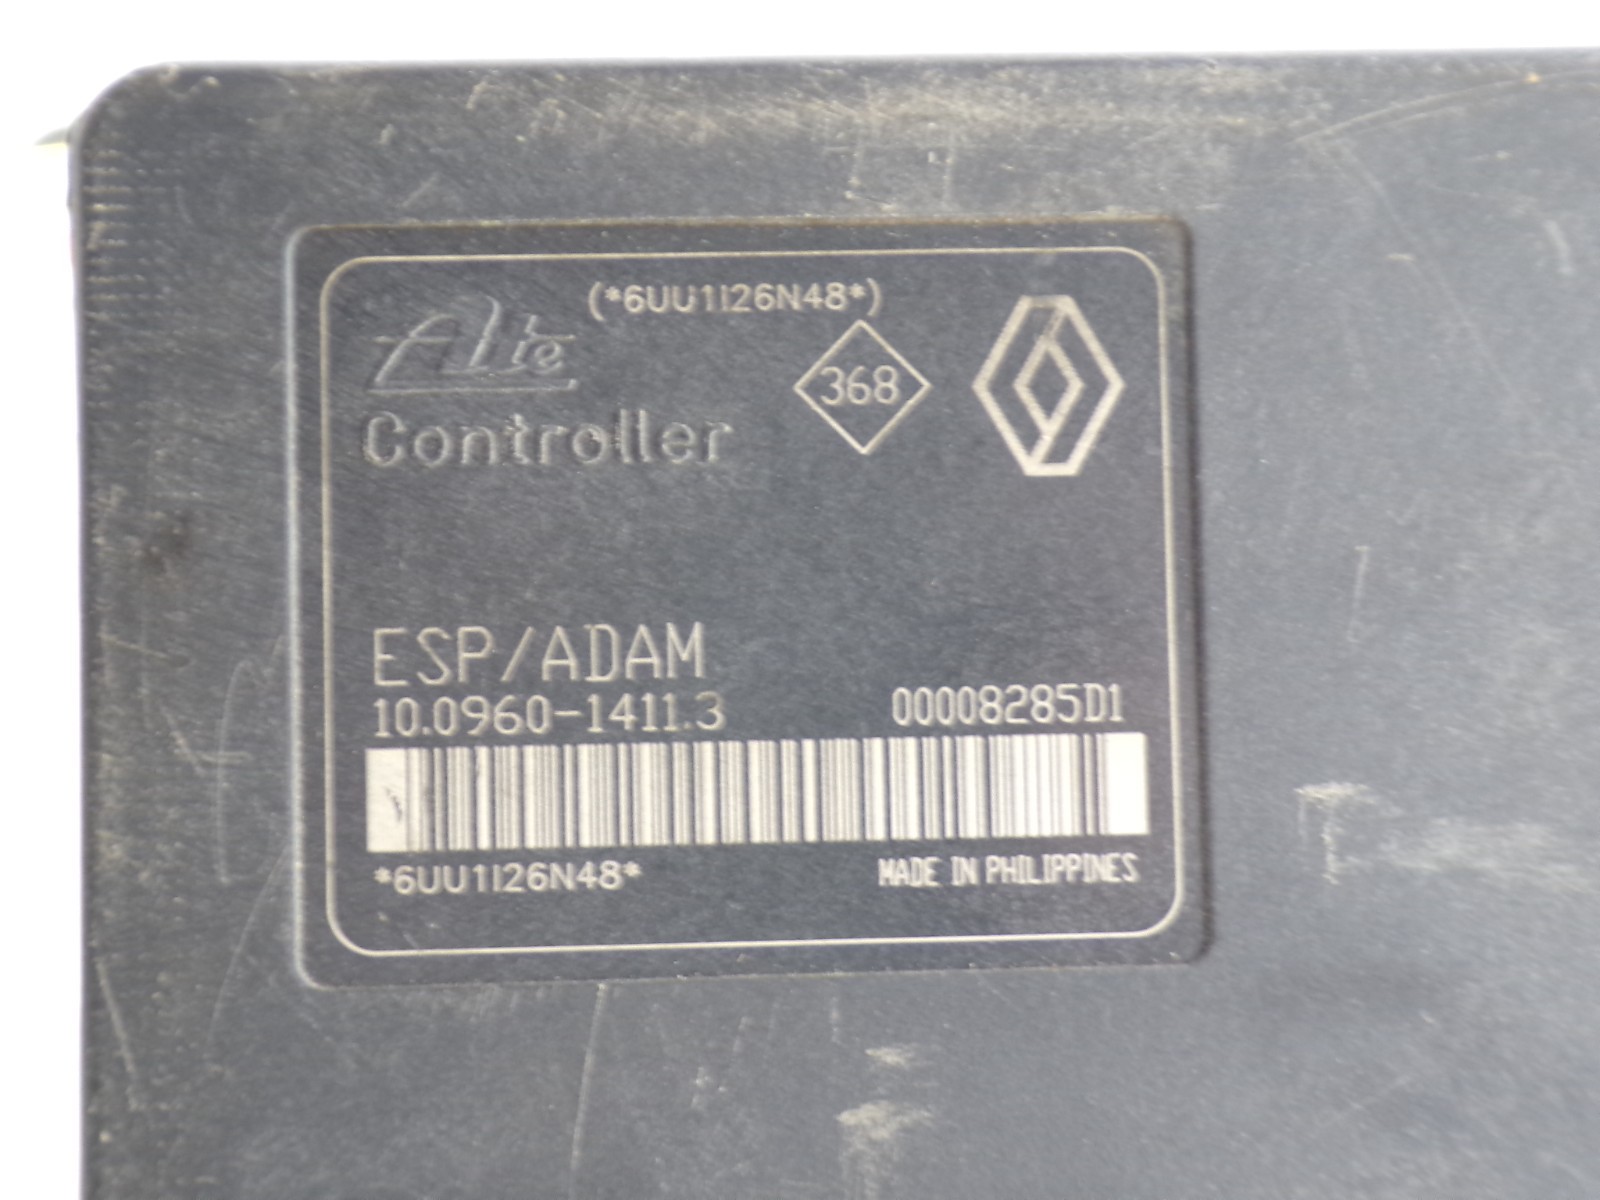 (*6UU1I26N48*)
Ate
368
Controller
ESP/ADAM
10.0960-1411.3 00008285D1
*6UU1I26N48* MADE IN PHILIPPINES